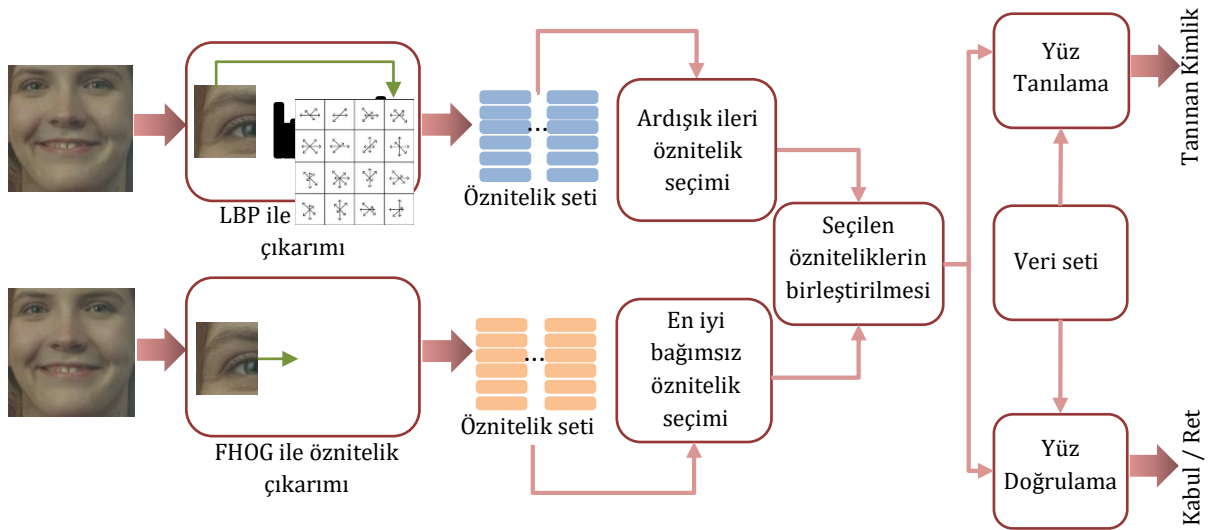 LBP ile
çıkarımı
...
Öznitelik seti
Ardışık ileri
öznitelik
seçimi
FHOG ile öznitelik
çıkarımı
...
Öznitelik seti
En iyi
bağımsız
öznitelik
seçimi
Seçilen
özniteliklerin
birleştirilmesi
Yüz
Tanılama
Veri seti
Yüz
Doğrulama
Tanınan Kimlik
Kabul / Ret